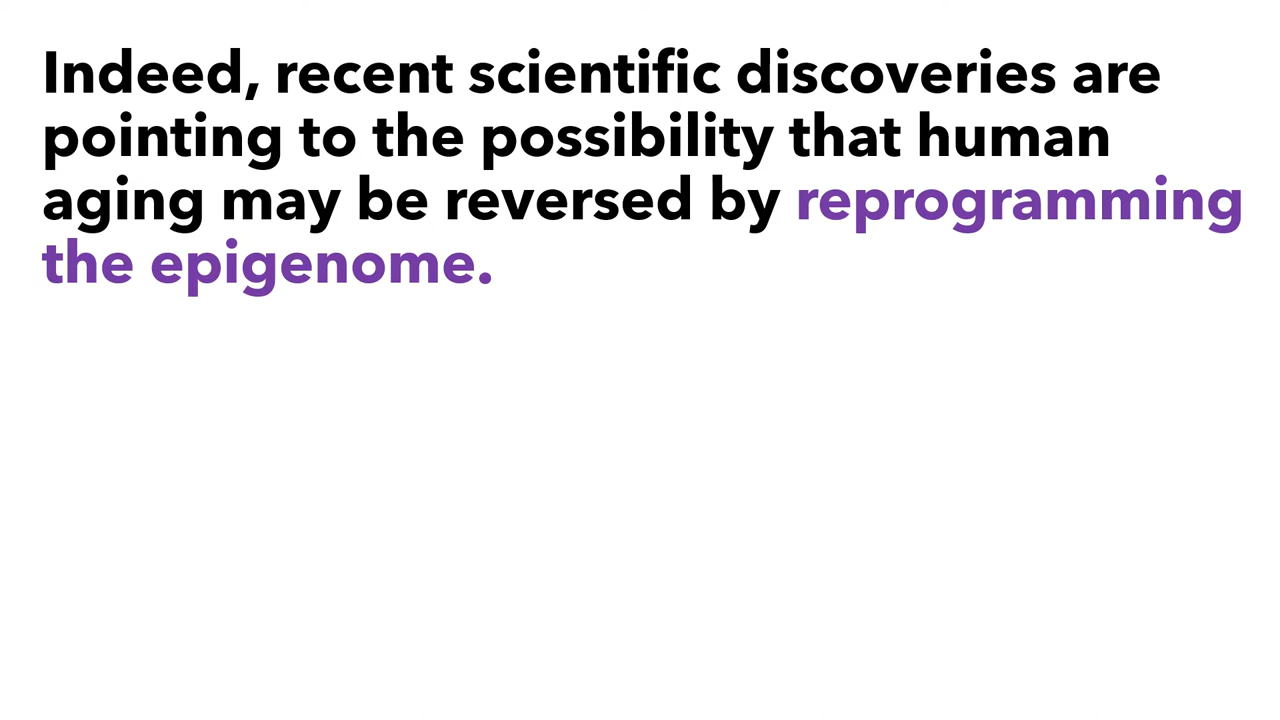 Indeed, recent scientific discoveries are
pointing to the possibility that human
aging may be reversed by reprogramming
the epigenome.